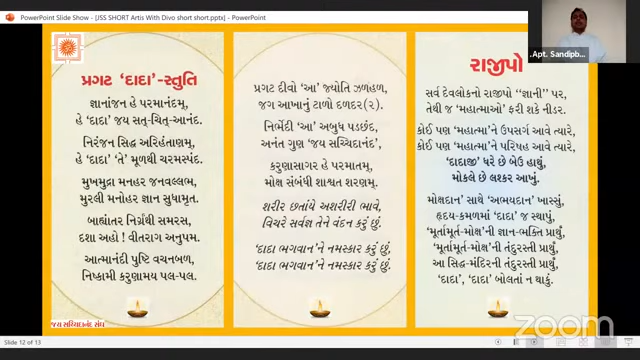 PowerPoint Slide Show - [JSS SHORT Artis With Divo short short.pptx] - PowerPoint
Apt. Sandipb...
પ્રગટ ‘દાદા’-સ્તુતિ
જ્ઞાનાંજન હે પરમાનંદમ્,
હે ‘દાદા’ જય સત્-ચિત્-આનંદ.
નિરંજન સિદ્ધ અરિહંતાણમ્,
હે ‘દાદા’ ‘તે’ મૂળથી ચરમસ્પંદ.
મુખમુદ્રા મનહર જનવલ્લભ,
મુરલી મનોહર જ્ઞાન સુધામૃત.
બાહ્યાંતર નિર્ગ્રંથી સમરસ,
દશા અહો ! વીતરાગ અનુપમ.
આત્માનંદી પુષ્ટિ વચનબળ,
નિષ્કામી કરુણામય પલ-પલ.
જય સચ્ચિદાનંદ સંઘ
પ્રગટ દીવો ‘આ’ જ્યોતિ ઝળહળ,
જગ આખાનું ટાળો દળદર(૨).
નિર્ભેદી ‘આ’ અબુધ પડછંદ,
અનંત ગુણ ‘જય સચ્ચિદાનંદ’,
કરુણાસાગર હે પરમાતમ્,
મોક્ષ સંબંધી શાશ્વત શરણમ્.
શરીર છતાંયે અશરીરી ભાવે,
વિચરે સર્વજ્ઞ તેને વંદન કરું છું.
‘દાદા ભગવાન’ને નમસ્કાર કરું છું,
‘દાદા ભગવાન’ને નમસ્કાર કરું છું.
રાજીપો
સર્વ દેવલોકનો રાજીપો ‘જ્ઞાની’ પર,
તેથી જ ‘મહાત્માઓ’ ફરી શકે નીડર.
કોઈ પણ ‘મહાત્મા’ને ઉપસર્ગ આવે ત્યારે,
કોઈ પણ ‘મહાત્મા’ને પરિષહ આવે ત્યારે,
‘દાદાજી’ ધરે છે બેઉ હાથું,
મોકલે છે લશ્કર આખું.
મોક્ષદાન’ સાથે ‘અભયદાન’ ખાસ્સું,
હૃદય-કમળમાં ‘દાદા’ જ સ્થાપું,
‘મૂર્તામૂર્ત-મોક્ષ’ની જ્ઞાન-ભક્તિ પ્રાર્થું,
‘મૂર્તામૂર્ત-મોક્ષ’ની તંદુરસ્તી પ્રાર્થું,
આ સિદ્ધ-મંદિરની તંદુરસ્તી પ્રાર્થું,
‘દાદા’, ‘દાદા’ બોલતાં ન થાકું.
zoom
Slide 12 of 13